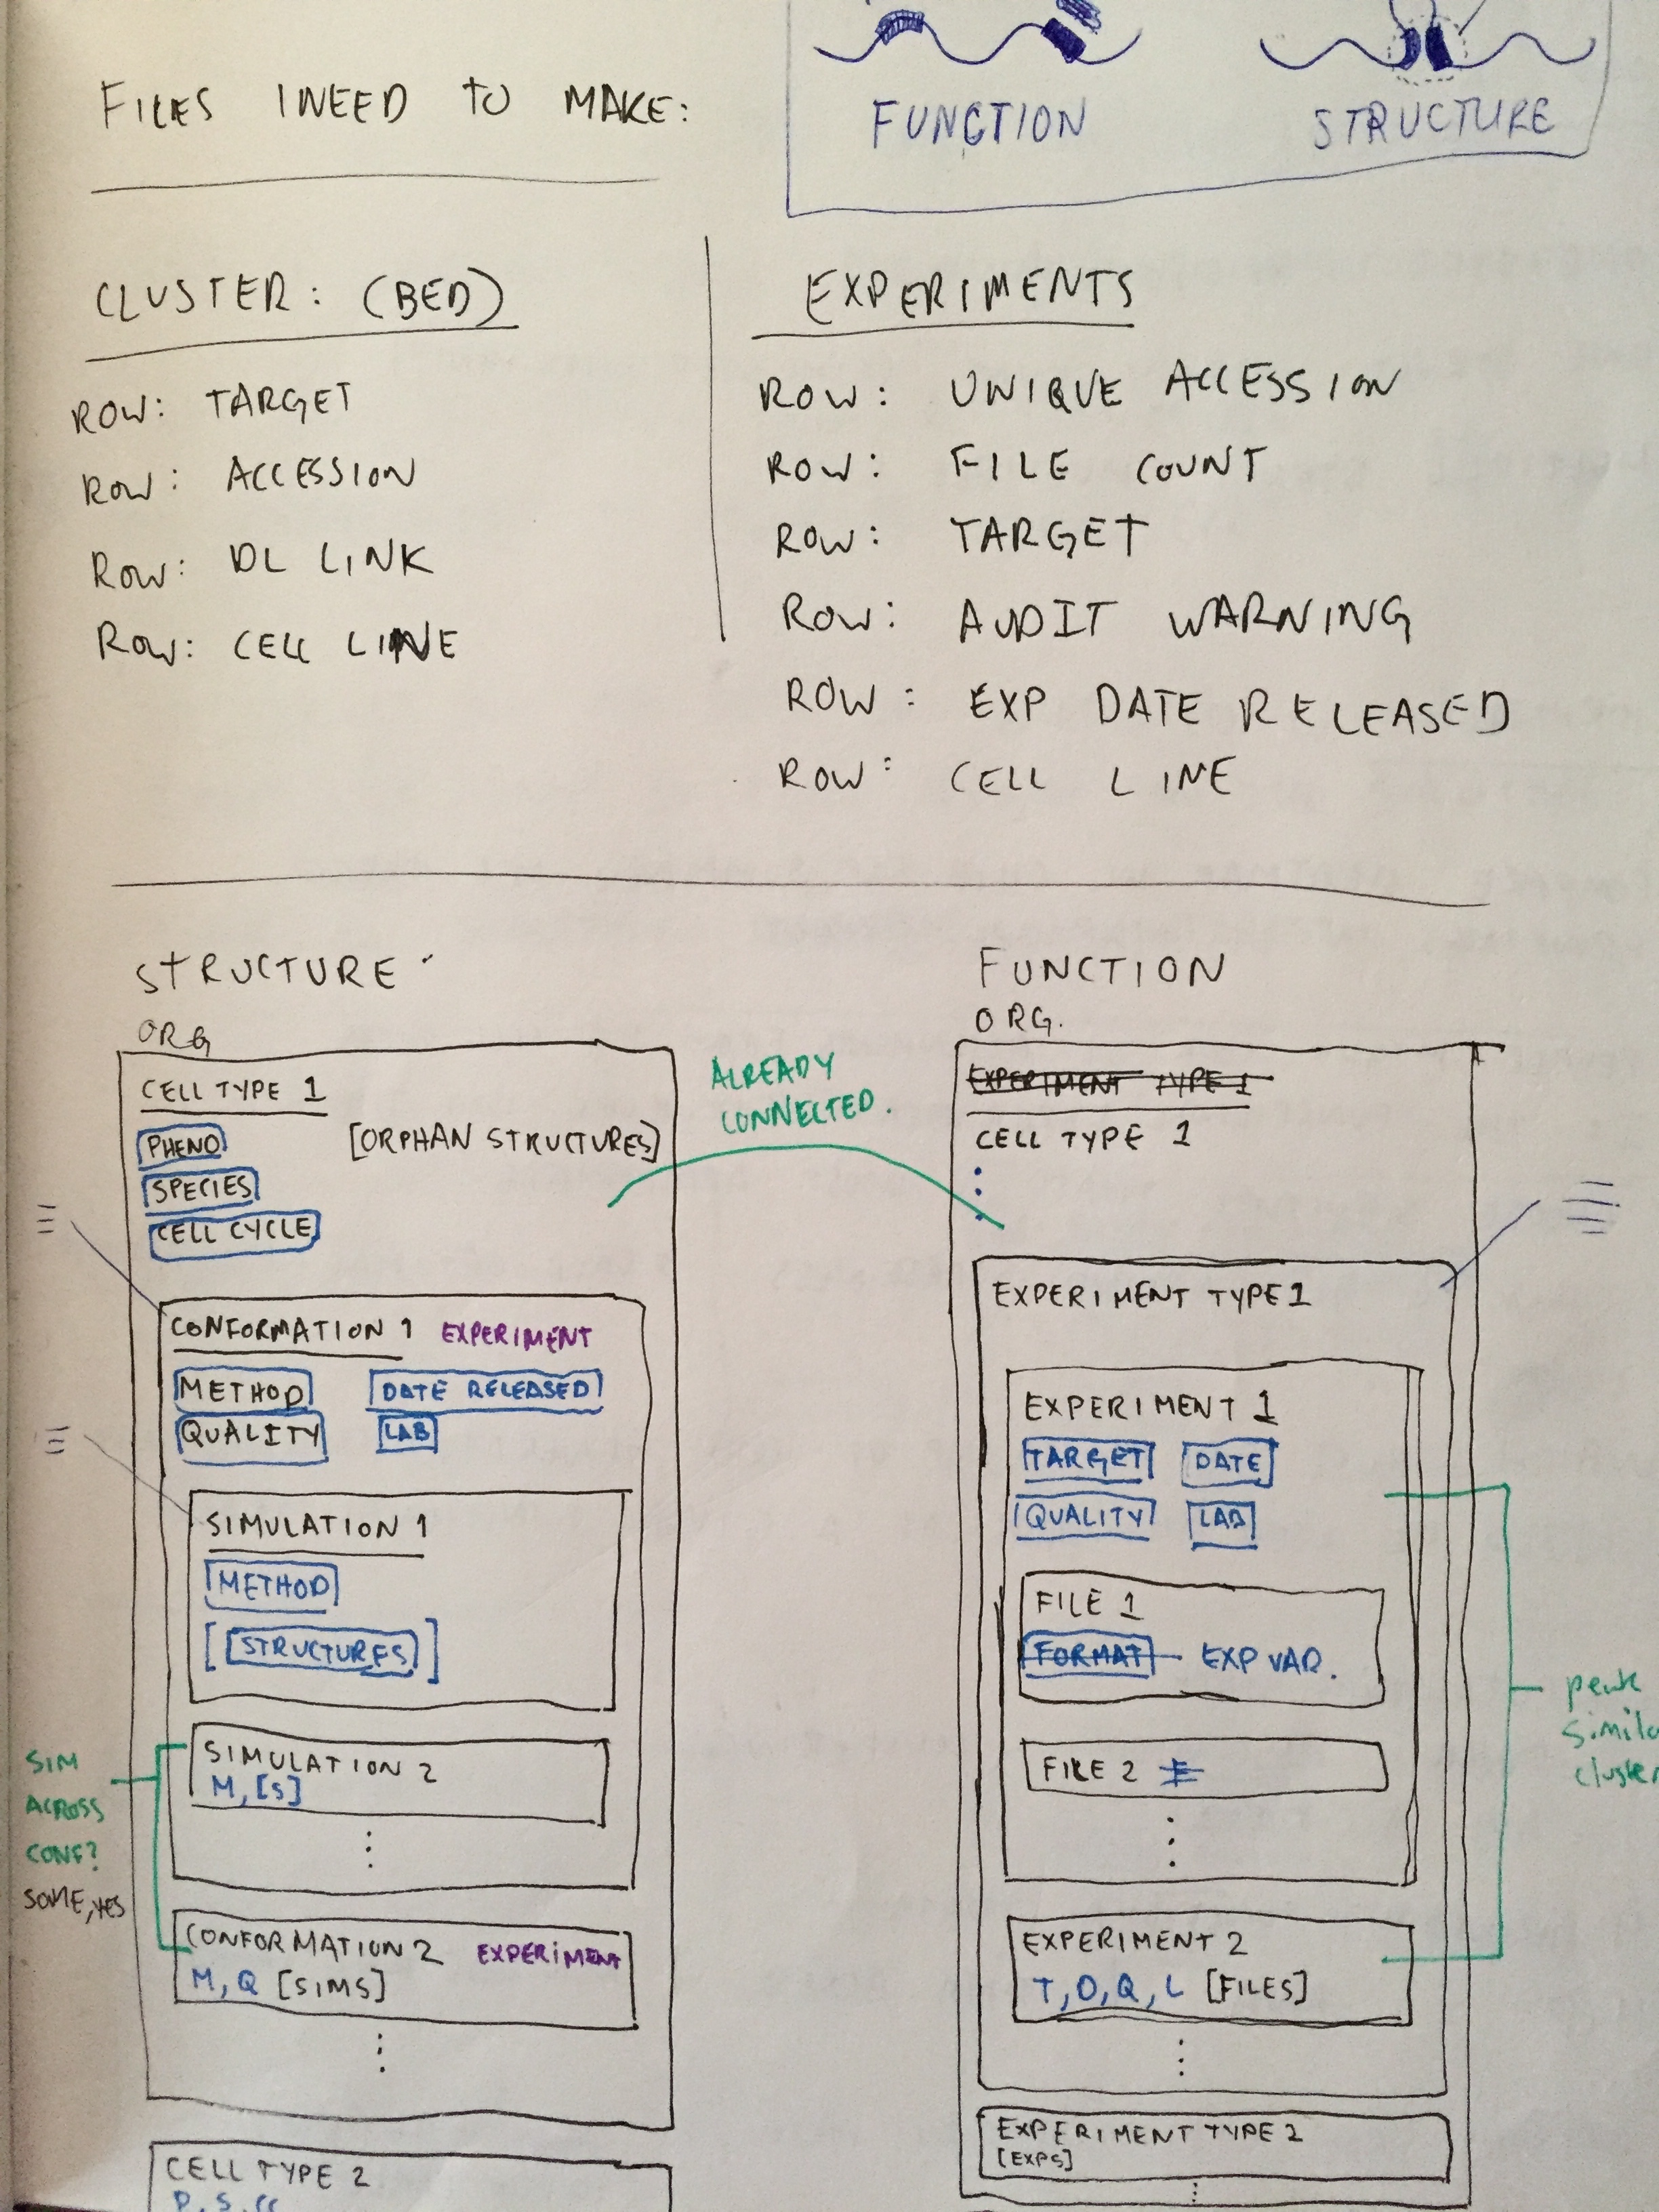 FUNCTION
STRUCTURE
FILES I NEED TO MAKE:
CLUSTER: (BED)
ROW: TARGET
ROW: ACCESSION
ROW: DL LINK
ROW: CELL LINE
EXPERIMENTS
ROW: UNIQUE ACCESSION
ROW: FILE COUNT
ROW: TARGET
ROW: AUDIT WARNING
ROW: EXP DATE RELEASED
ROW: CELL LINE
STRUCTURE
ORG
CELL TYPE 1
PHENO
[ORPHAN STRUCTURES]
SPECIES
CELL CYCLE
CONFORMATION 1 EXPERIMENT
METHOD DATE RELEASED
QUALITY LAB
SIMULATION 1
METHOD
[STRUCTURES]
SIMULATION 2
M, [S]
SIM
ACROSS
CONF?
SOME, YES
CONFORMATION 2 EXPERIMENT
M, Q [SIMS]
CELL TYPE 2
P, S, CC
ALREADY
CONNECTED.
FUNCTION
ORG.
EXPERIMENT TYPE 1
CELL TYPE 1
EXPERIMENT TYPE 1
EXPERIMENT 1
TARGET DATE
QUALITY LAB
FILE 1
FORMAT EXP VAR.
FILE 2
peak
simila
cluster
EXPERIMENT 2
T, D, Q, L [FILES]
EXPERIMENT TYPE 2
[EXPS]